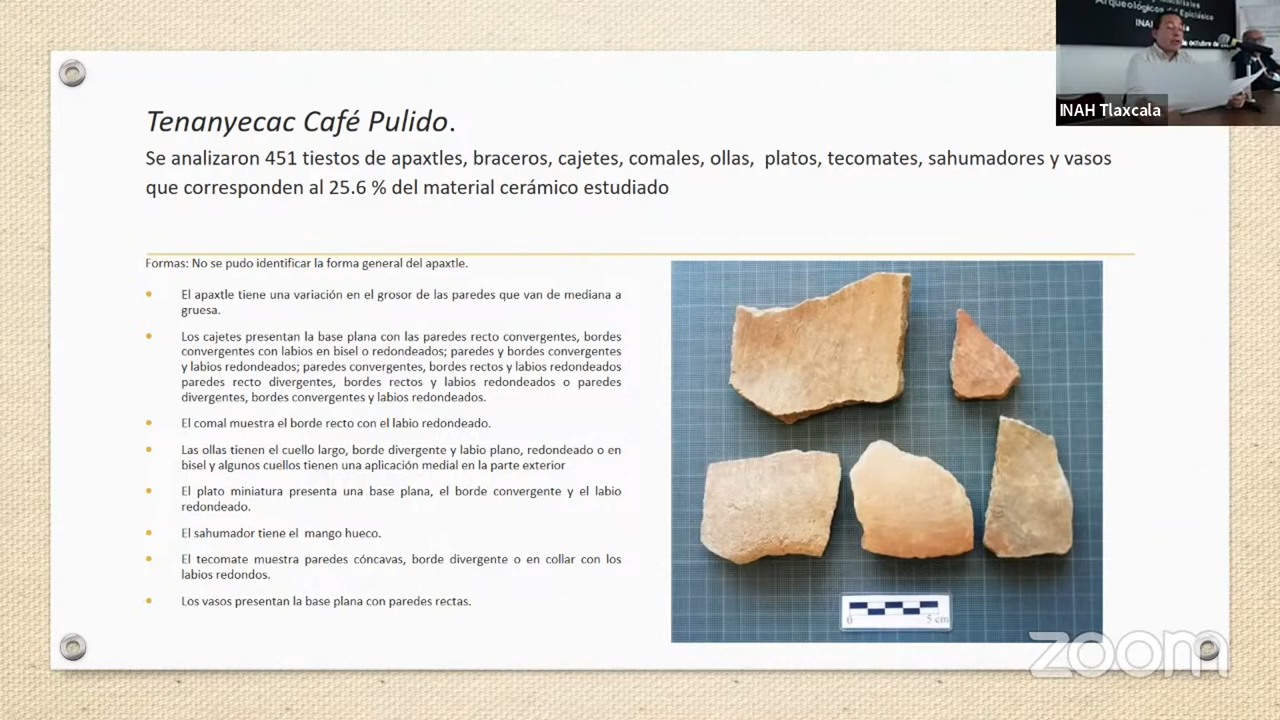 Arqueológicos del Epiclásico
INAH
INAH Tlaxcala
Tenanyecac Café Pulido.
Se analizaron 451 tiestos de apaxtles, braceros, cajetes, comales, ollas, platos, tecomates, sahumadores y vasos
que corresponden al 25.6 % del material cerámico estudiado
Formas: No se pudo identificar la forma general del apaxtle.
• El apaxtle tiene una variación en el grosor de las paredes que van de mediana a
gruesa.
• Los cajetes presentan la base plana con las paredes recto convergentes, bordes
convergentes con labios en bisel o redondeados; paredes y bordes convergentes
y labios redondeados; paredes convergentes, bordes rectos y labios redondeados
paredes recto divergentes, bordes rectos y labios redondeados o paredes
divergentes, bordes convergentes y labios redondeados.
• El comal muestra el borde recto con el labio redondeado.
• Las ollas tienen el cuello largo, borde divergente y labio plano, redondeado o en
bisel y algunos cuellos tienen una aplicación medial en la parte exterior
• El plato miniatura presenta una base plana, el borde convergente y el labio
redondeado.
• El sahumador tiene el mango hueco.
• El tecomate muestra paredes cóncavas, borde divergente o en collar con los
labios redondos.
• Los vasos presentan la base plana con paredes rectas.
0 5 cm
zoom